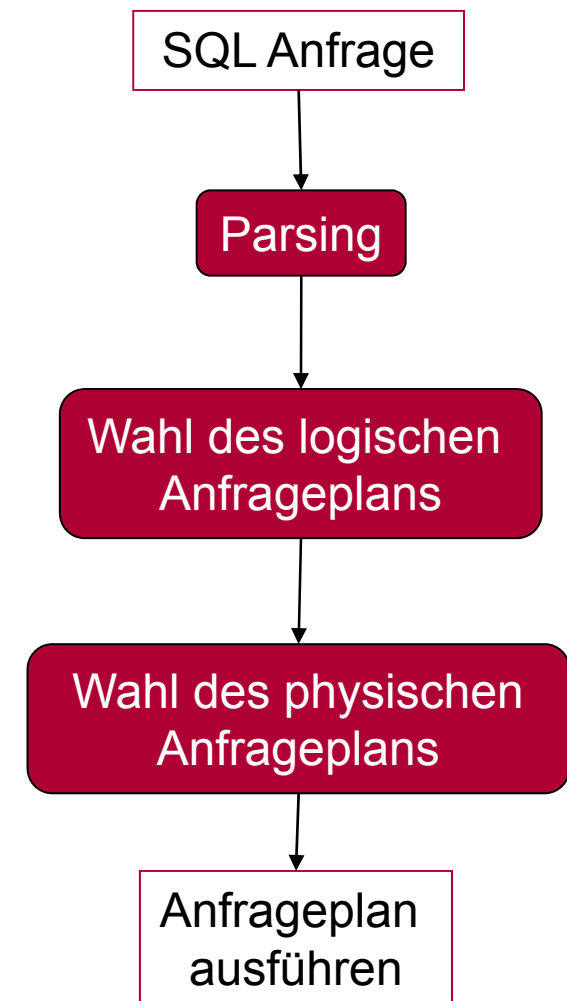 SQL Anfrage
Parsing
Wahl des logischen
Anfrageplans
Wahl des physischen
Anfrageplans
Anfrageplan
ausführen